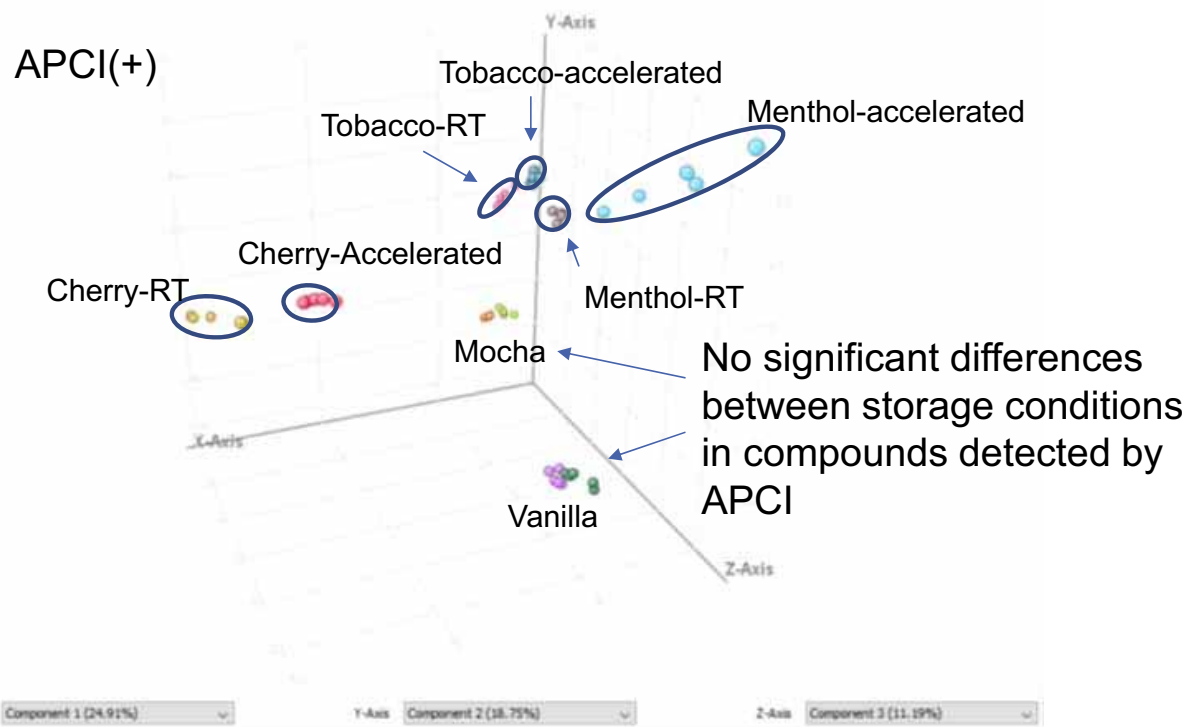 Y-Axis
APCI(+)
Tobacco-accelerated
Menthol-accelerated
Tobacco-RT
Cherry-Accelerated
Cherry-RT
Menthol-RT
Mocha
No significant differences
between storage conditions
in compounds detected by
APCI
X-Axis
Vanilla
Z-Axis
Component 1 (24.91%)
Y-Axis Component 2 (18.75%)
Z-Axis Component 3 (11.19%)